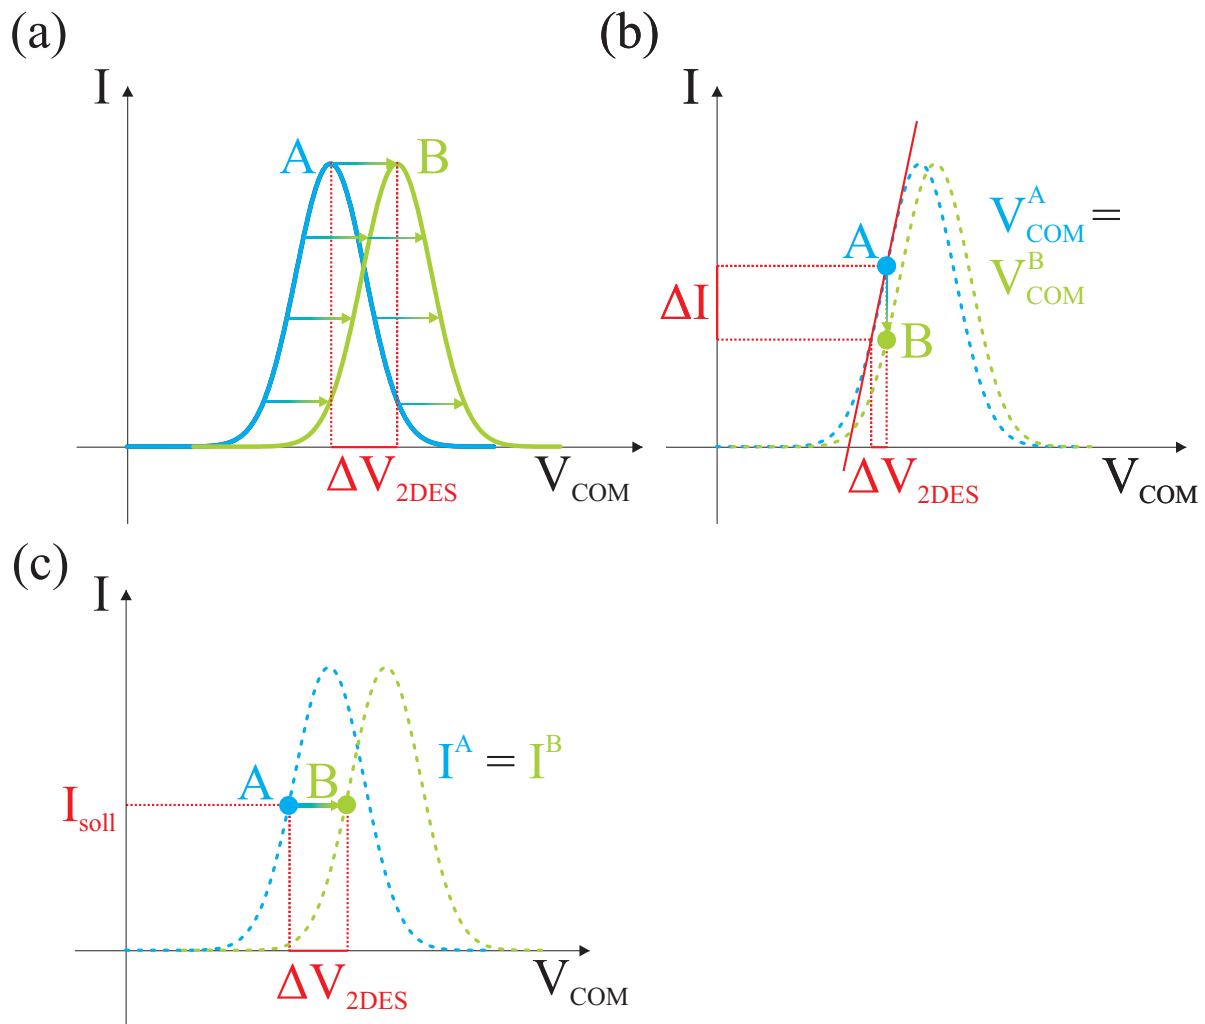 (a)
I
A
B
ΔV2DES
VCOM
(b)
I
A
VACOM =
VBCOM
ΔI
B
ΔV2DES
VCOM
(c)
I
IA = IB
A
B
Isoll
ΔV2DES
VCOM